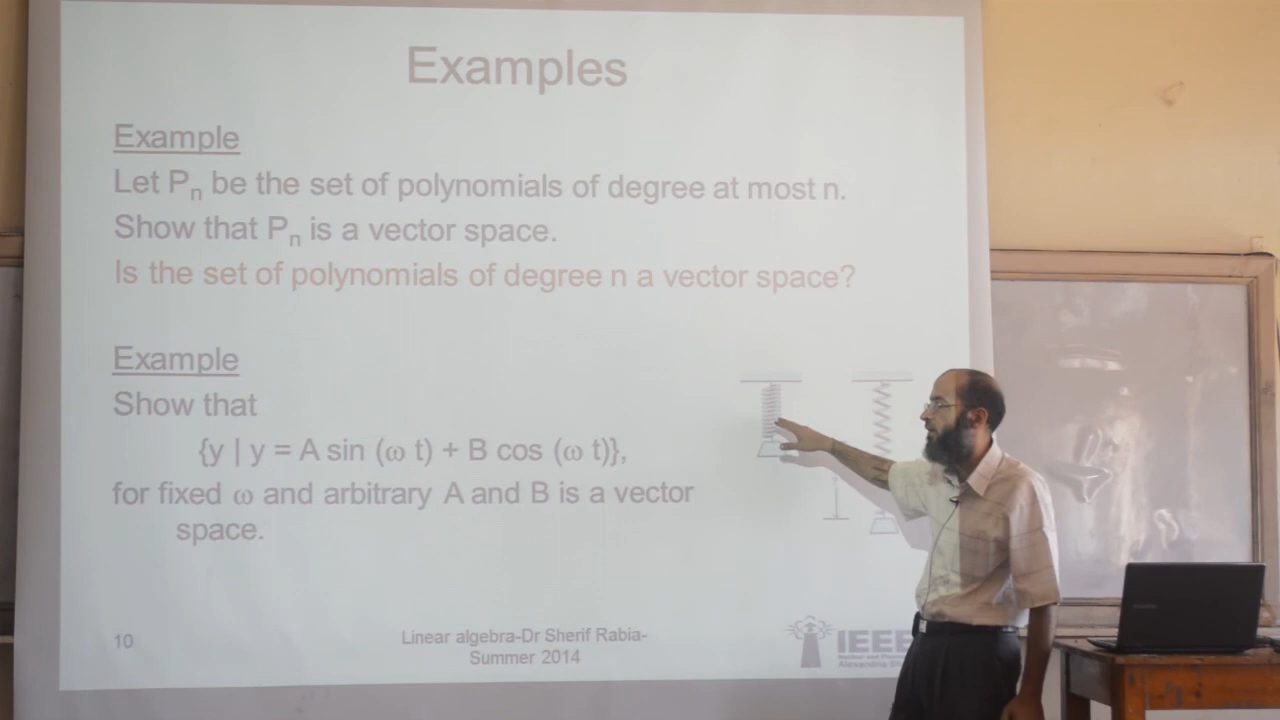 Examples
Example
Let Pn be the set of polynomials of degree at most n.
Show that Pn is a vector space.
Is the set of polynomials of degree n a vector space?
Example
Show that
{y | y = A sin (ω t) + B cos (ω t)},
for fixed ω and arbitrary A and B is a vector
space.
10
Linear algebra-Dr Sherif Rabia-
Summer 2014
IEEE
Alexandria